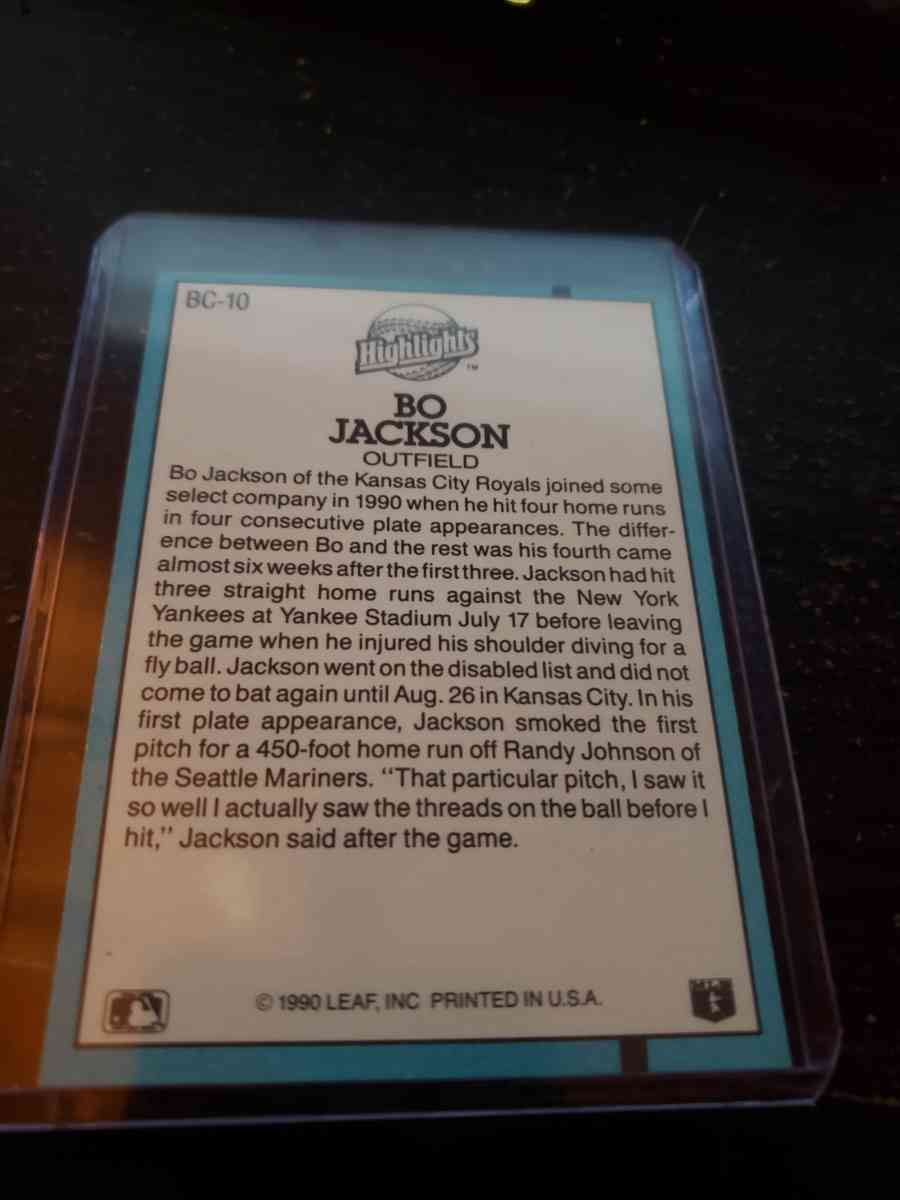 BC-10
Highlights
TM
BO
JACKSON
OUTFIELD
Bo Jackson of the Kansas City Royals joined some
select company in 1990 when he hit four home runs
in four consecutive plate appearances. The differ-
ence between Bo and the rest was his fourth came
almost six weeks after the first three. Jackson had hit
three straight home runs against the New York
Yankees at Yankee Stadium July 17 before leaving
the game when he injured his shoulder diving for a
fly ball. Jackson went on the disabled list and did not
come to bat again until Aug. 26 in Kansas City. In his
first plate appearance, Jackson smoked the first
pitch for a 450-foot home run off Randy Johnson of
the Seattle Mariners. “That particular pitch, I saw it
so well I actually saw the threads on the ball before I
hit,” Jackson said after the game.
© 1990 LEAF, INC PRINTED IN U.S.A.